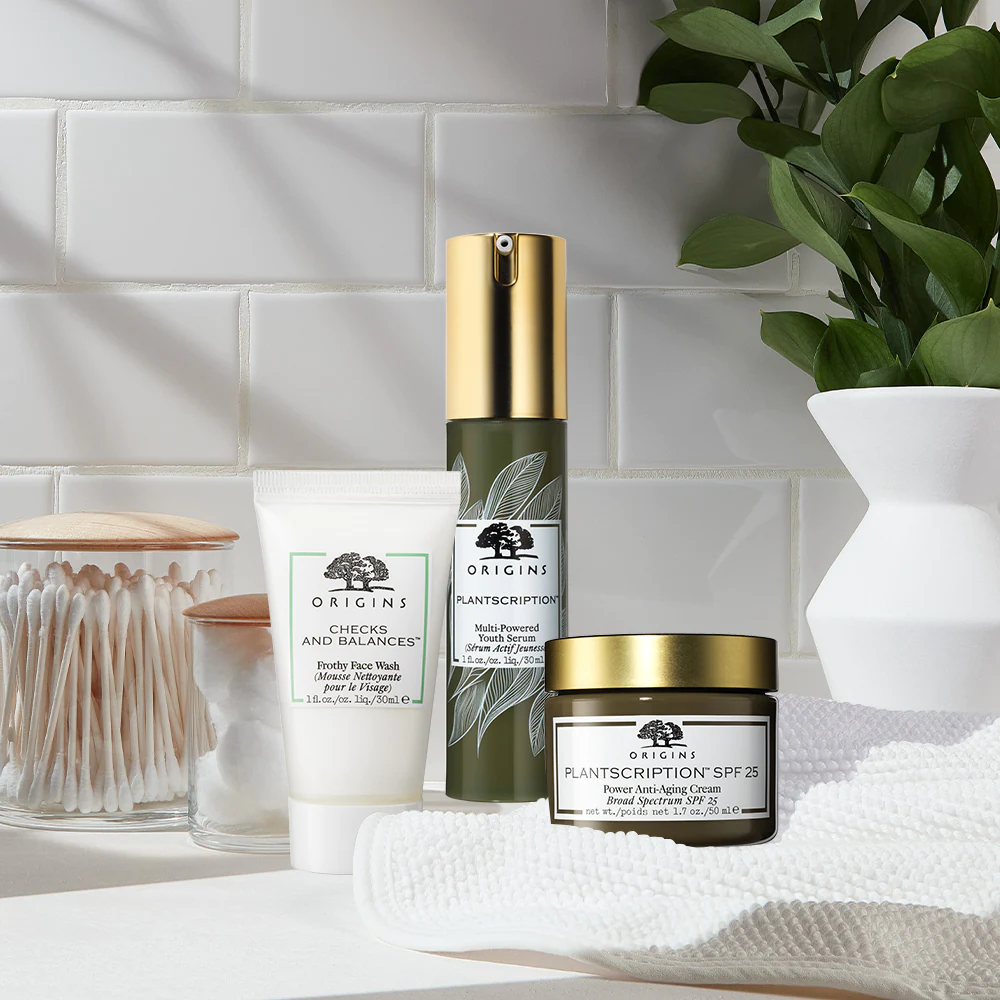 ORIGINS
CHECKS
AND BALANCES™
Frothy Face Wash
(Mousse Nettoyante
pour le Visage)
1 fl.oz./oz. liq./30ml e
ORIGINS
PLANTSCRIPTION™
Multi-Powered
Youth Serum
(Sérum Actif Jeunesse
1 fl.oz./oz. liq./30 ml
ORIGINS
PLANTSCRIPTION™ SPF 25
Power Anti-Aging Cream
Broad Spectrum SPF 25
net wt./poids net 1.7 oz./50 ml e